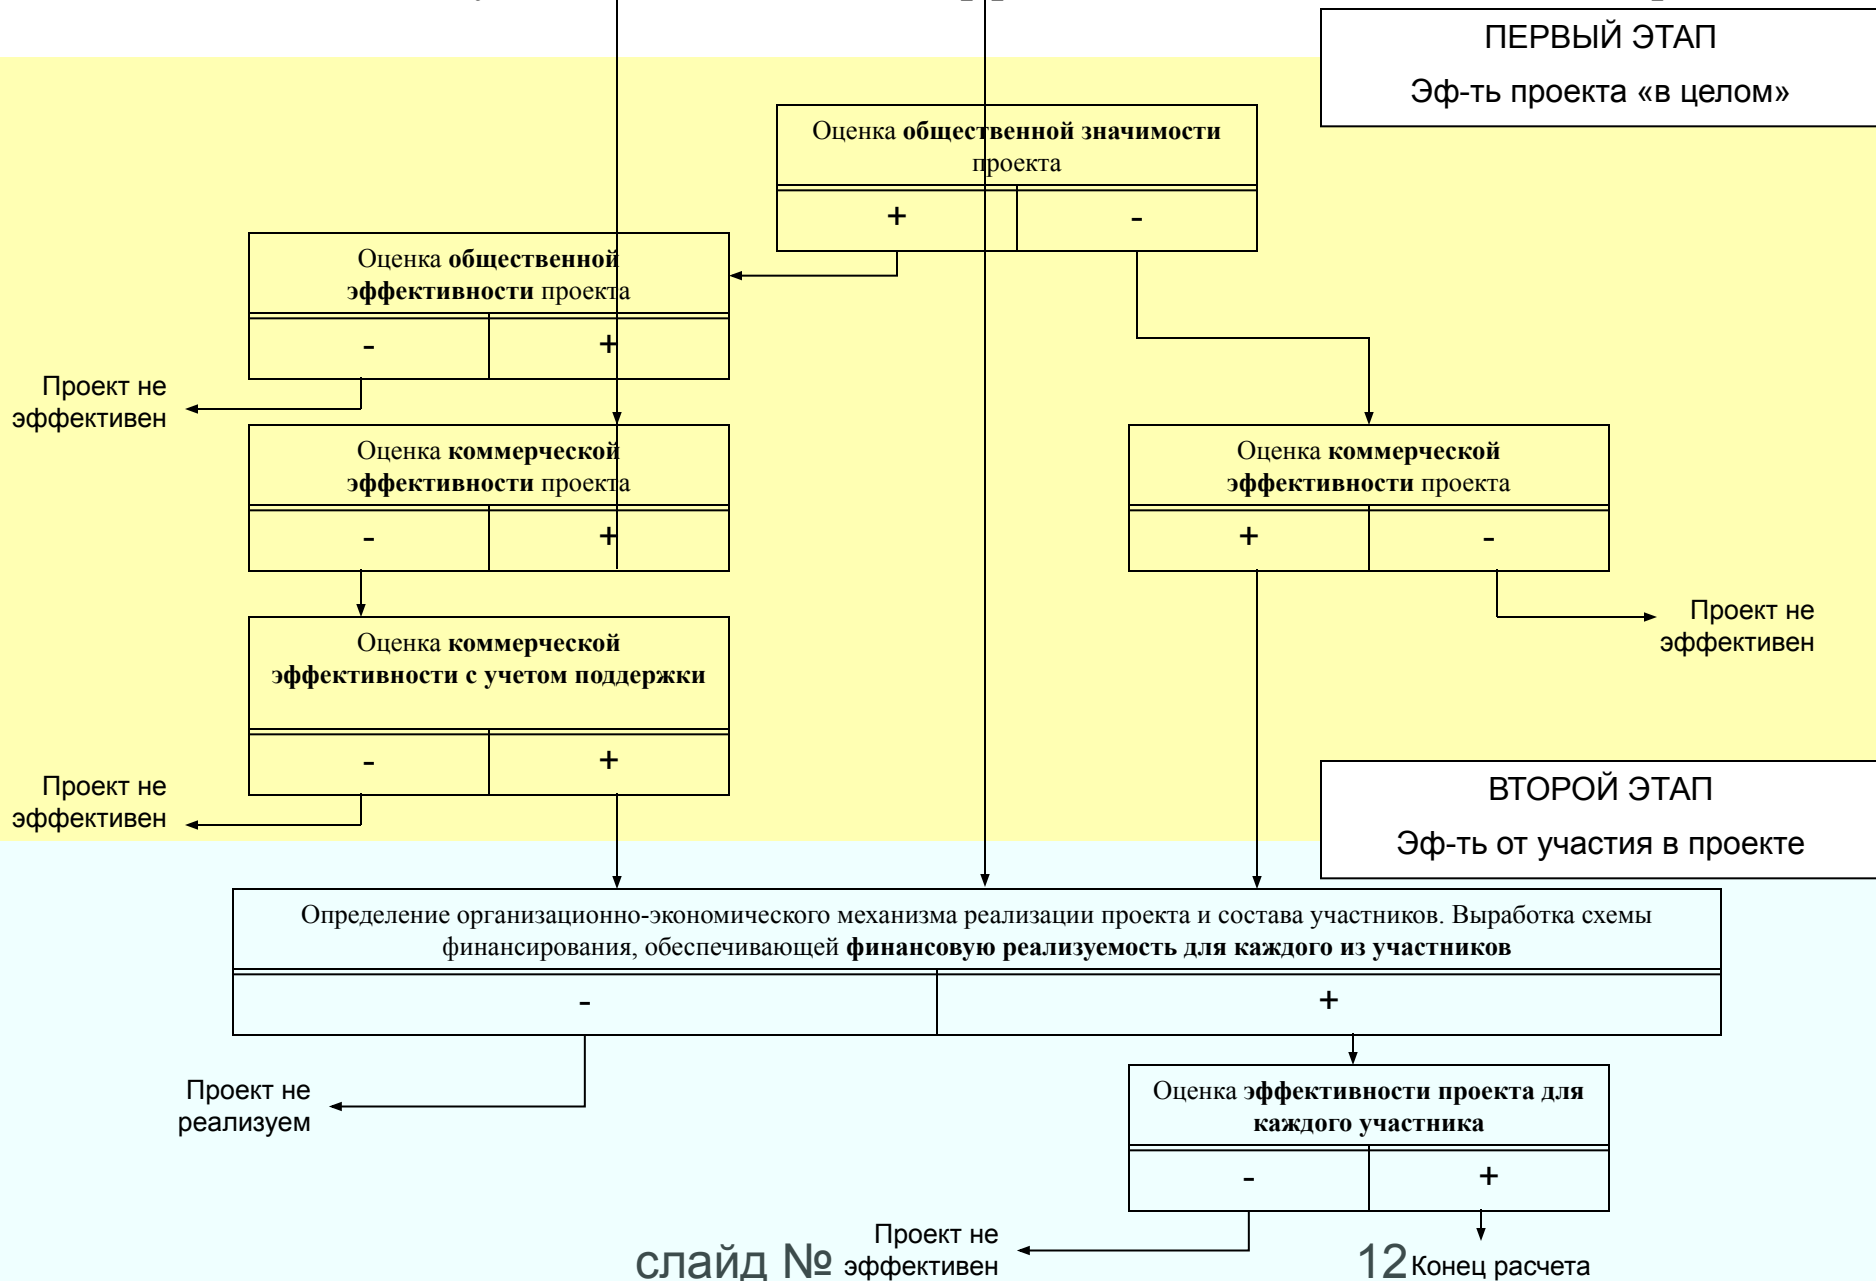 ПЕРВЫЙ ЭТАП
Эф-ть проекта «в целом»
Оценка общественной значимости
проекта
+ -
Оценка общественной
эффективности проекта
- +
Проект не
эффективен
Оценка коммерческой
эффективности проекта
- +
Оценка коммерческой
эффективности проекта
+ -
Проект не
эффективен
Оценка коммерческой
эффективности с учетом поддержки
- +
Проект не
эффективен
ВТОРОЙ ЭТАП
Эф-ть от участия в проекте
Определение организационно-экономического механизма реализации проекта и состава участников. Выработка схемы
финансирования, обеспечивающей финансовую реализуемость для каждого из участников
- +
Проект не
реализуем
Оценка эффективности проекта для
каждого участника
- +
Проект не
эффективен
Конец расчета
слайд № 12